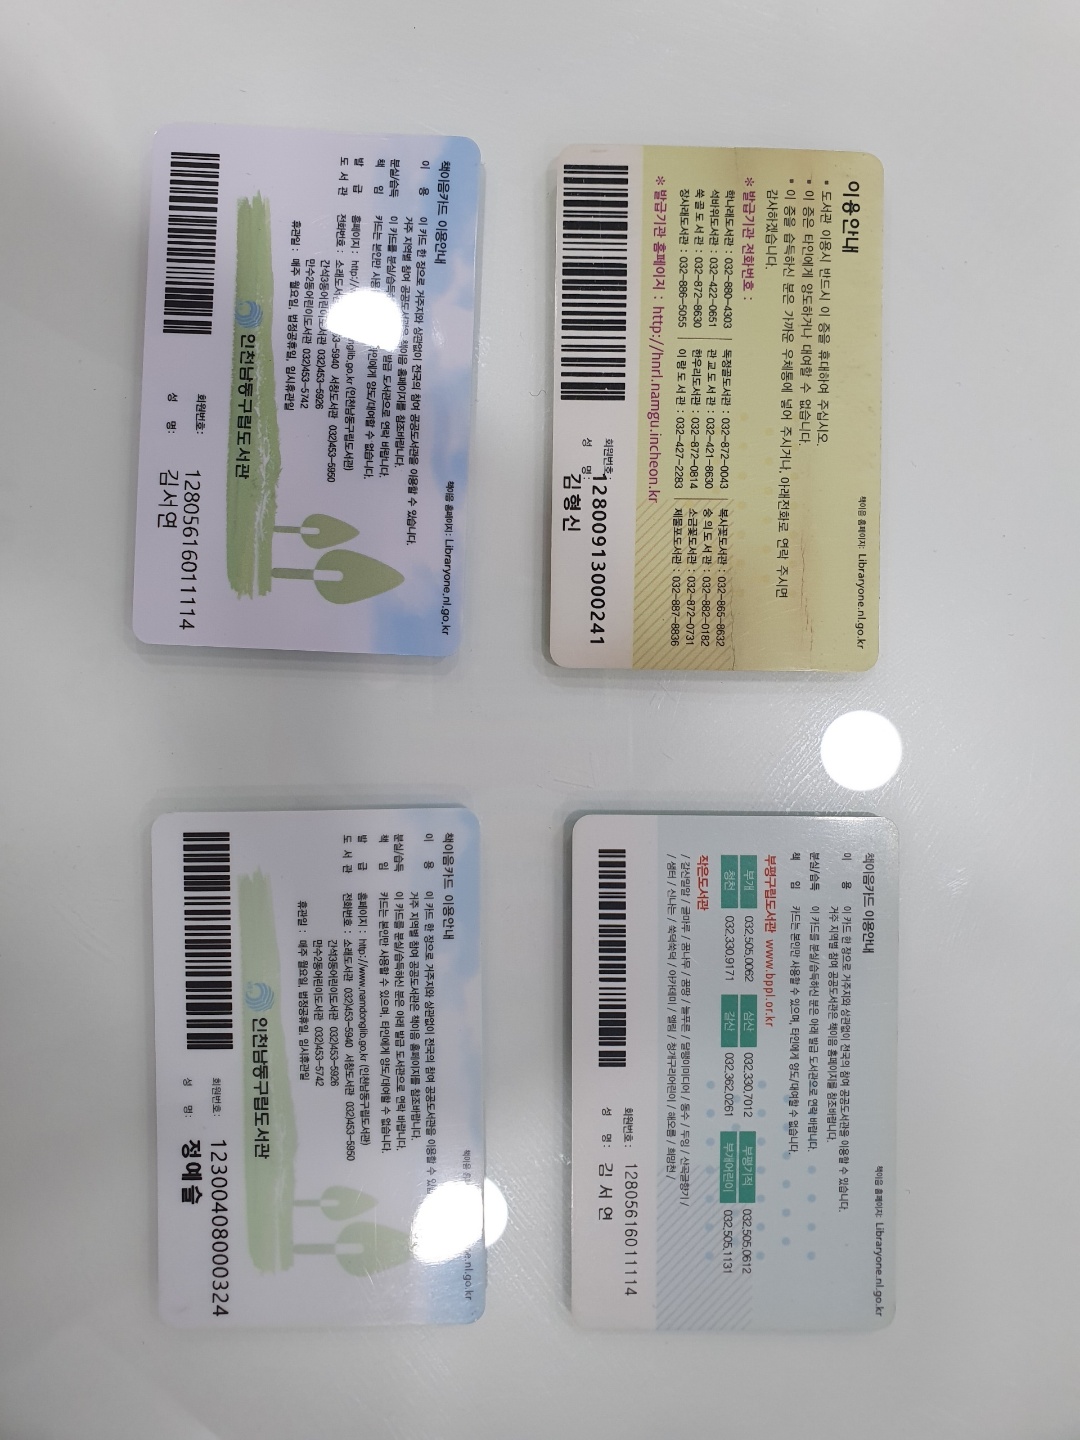 이용안내
책이음 홈페이지: Libraryone.nl.go.kr
▪ 도서관 이용시 반드시 이 증을 휴대하여 주십시오.
▪ 이 증은 타인에게 양도하거나 대여할 수 없습니다.
▪ 이 증을 습득하신 분은 가까운 우체통에 넣어 주시거나, 아래전화로 연락 주시면
감사하겠습니다.
* 발급기관 전화번호 :
학나래도서관 : 032-880-4303 독정골도서관 : 032-872-0043 복사꽃도서관 : 032-865-8632
석바위도서관 : 032-422-0651 관교도서관 : 032-421-8630 숭의도서관 : 032-882-0182
쑥골도서관 : 032-872-8630 한우리도서관 : 032-872-0814 소금꽃도서관 : 032-872-0731
장사래도서관 : 032-886-5055 이랑도서관 : 032-427-2283 제물포도서관 : 032-887-8836
* 발급기관 홈페이지 : http://hnrl.namgu.incheon.kr
회원번호: 12800913000241
성 명: 김형신
책이음 홈페이지: Libraryone.nl.go.kr
책이음카드 이용안내
이 용 이 카드 한 장으로 거주지와 상관없이 전국의 참여 공공도서관을 이용할 수 있습니다.
거주 지역별 참여 공공도서관은 책이음 홈페이지를 참조바랍니다.
분실/습득 이 카드를 분실/습득하신 분은 아래 발급 도서관으로 연락 바랍니다.
책 임 카드는 본인만 사용할 수 있으며, 타인에게 양도/대여할 수 없습니다.
부평구립도서관 www.bppl.or.kr
부개 032.505.0062 삼산 032.330.7012 부평기적 032.505.0612
청천 032.330.9171 갈산 032.362.0261 부개어린이 032.505.1131
작은도서관
/ 갈산밀알 / 글마루 / 꿈나무 / 꿈땅 / 늘푸른 / 달팽이미디어 / 동수 / 두잉 / 산곡글향기 /
/ 샘터 / 신나는 / 쑥덕쑥덕 / 아카데미 / 엘림 / 청개구리어린이 / 해오름 / 희망천 /
회원번호: 12805616011114
성 명: 김 서 연
책이음카드 이용안내
책이음 홈페이지: Libraryone.nl.go.kr
이 용 이 카드 한 장으로 거주지와 상관없이 전국의 참여 공공도서관을 이용할 수 있습니다.
거주 지역별 참여 공공도서관은 책이음 홈페이지를 참조바랍니다.
분실/습득 이 카드를 분실/습득 발급 도서관으로 연락 바랍니다.
책 임 카드는 본인만 사용 타인에게 양도/대여할 수 없습니다.
발 급 홈페이지 : http://w donglib.go.kr (인천남동구립도서관)
도 서 관 전화번호 : 소래도서관 53-5940 서창도서관 032)453-5950
간석3동어린이도서관 032)453-5926
만수2동어린이도서관 032)453-5742
휴관일 : 매주 월요일, 법정공휴일, 임시휴관일
인천남동구립도서관
회원번호: 12805616011114
성 명: 김서연
책이음 e.nl.go.kr
책이음카드 이용안내
이 용 이 카드 한 장으로 거주지와 상관없이 전국의 참여 공공도서관을 이용할 수 있습니다.
거주 지역별 참여 공공도서관은 책이음 홈페이지를 참조바랍니다.
분실/습득 이 카드를 분실/습득하신 분은 아래 발급 도서관으로 연락 바랍니다.
책 임 카드는 본인만 사용할 수 있으며, 타인에게 양도/대여할 수 없습니다.
발 급 홈페이지 : http://www.namdonglib.go.kr (인천남동구립도서관)
도 서 관 전화번호 : 소래도서관 032)453-5940 서창도서관 032)453-5950
간석3동어린이도서관 032)453-5926
만수2동어린이도서관 032)453-5742
휴관일 : 매주 월요일, 법정공휴일, 임시휴관일
인천남동구립도서관
회원번호: 12300408000324
성 명: 정예슬